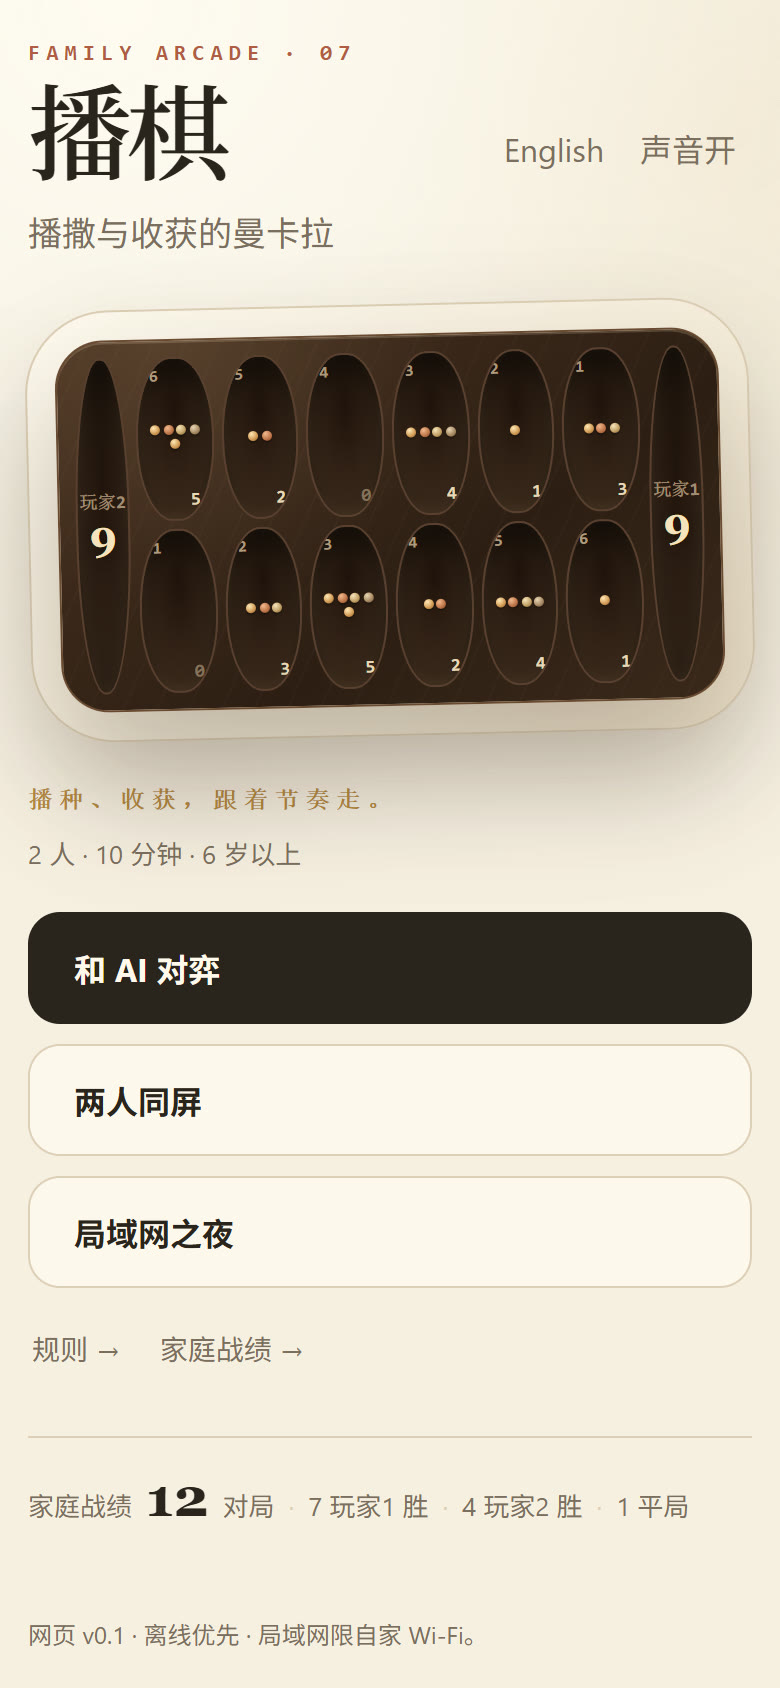 FAMILY ARCADE · 07
播棋
English 声音开
播撒与收获的曼卡拉
6 5 4 3 2 1
5 2 0 4 1 3
玩家2 玩家1
9 9
1 2 3 4 5 6
0 3 5 2 4 1
播种、收获，跟着节奏走。
2 人 · 10 分钟 · 6 岁以上
和 AI 对弈
两人同屏
局域网之夜
规则 → 家庭战绩 →
家庭战绩 12 对局 · 7 玩家1 胜 · 4 玩家2 胜 · 1 平局
网页 v0.1 · 离线优先 · 局域网限自家 Wi-Fi。